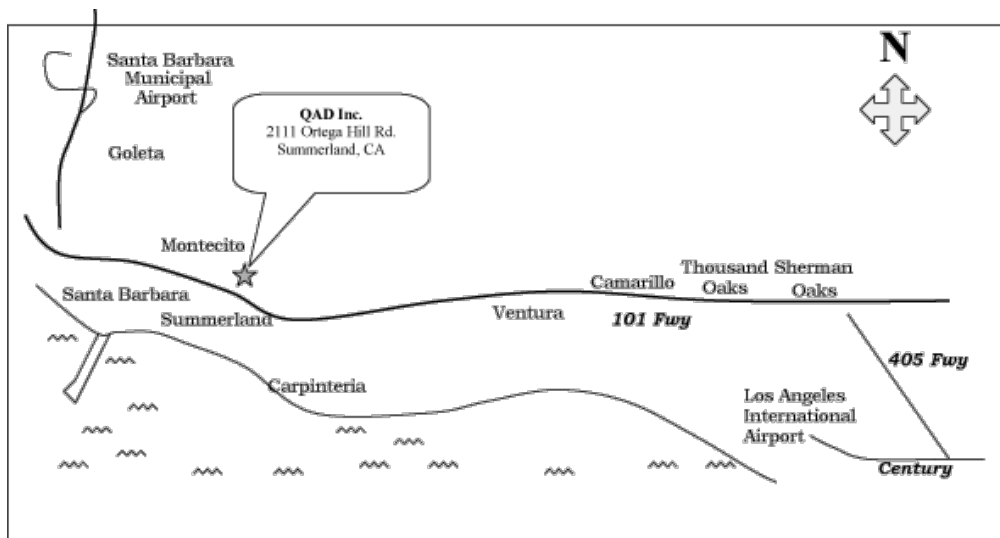 N
Santa Barbara
Municipal
Airport
QAD Inc.
2111 Ortega Hill Rd.
Summerland, CA
Goleta
Montecito
Thousand Sherman
Camarillo
Oaks
Oaks
Santa Barbara
Summerland
Ventura
101 Fwy
405 Fwy
Carpinteria
Los Angeles
International
Airport
Century